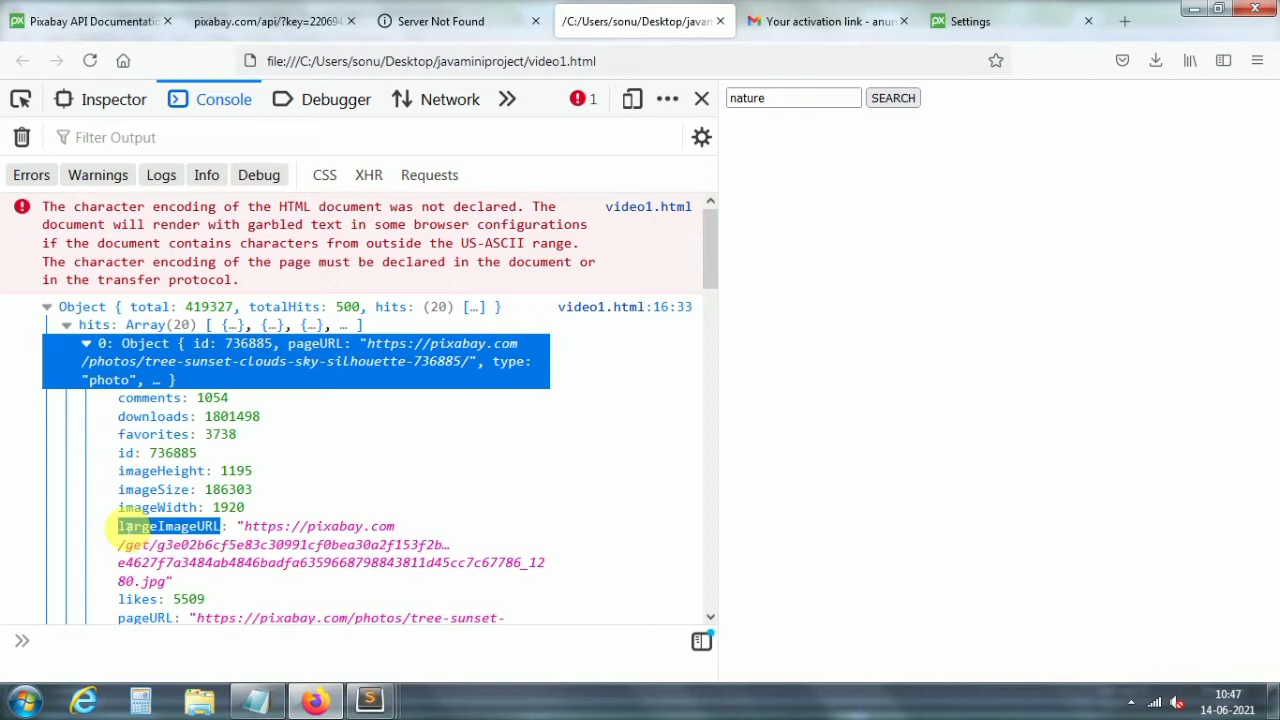 Pixabay API Documentatio
pixabay.com/api/?key=220694
Server Not Found
/C:/Users/sonu/Desktop/javam
Your activation link - anun
Settings
file:///C:/Users/sonu/Desktop/javaminiproject/video1.html
Inspector
Console
Debugger
Network
1
nature
SEARCH
Filter Output
Errors
Warnings
Logs
Info
Debug
CSS
XHR
Requests
The character encoding of the HTML document was not declared. The video1.html
document will render with garbled text in some browser configurations
if the document contains characters from outside the US-ASCII range.
The character encoding of the page must be declared in the document or
in the transfer protocol.
Object { total: 419327, totalHits: 500, hits: (20) […] } video1.html:16:33
hits: Array(20) [ {…}, {…}, {…}, … ]
0: Object { id: 736885, pageURL: "https://pixabay.com
/photos/tree-sunset-clouds-sky-silhouette-736885/", type:
"photo", … }
comments: 1054
downloads: 1801498
favorites: 3738
id: 736885
imageHeight: 1195
imageSize: 186303
imageWidth: 1920
largeImageURL: "https://pixabay.com
/get/g3e02b6cf5e83c30991cf0bea30a2f153f2b…
e4627f7a3484ab4846badfa6359668798843811d45cc7c67786_12
80.jpg"
likes: 5509
pageURL: "https://pixabay.com/photos/tree-sunset-
10:47
14-06-2021